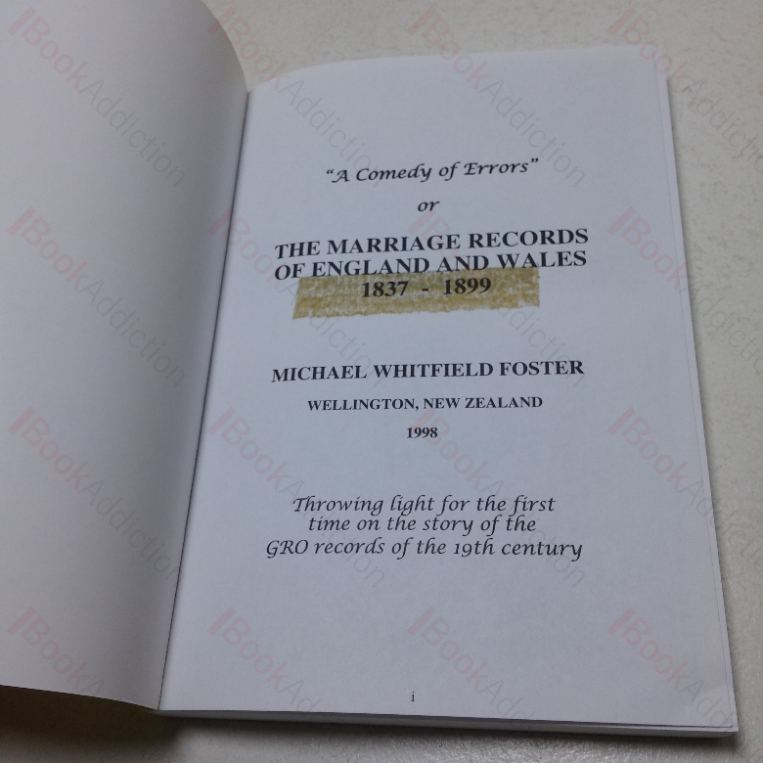 "A Comedy of Errors"
or
THE MARRIAGE RECORDS
OF ENGLAND AND WALES
1837 - 1899
MICHAEL WHITFIELD FOSTER
WELLINGTON, NEW ZEALAND
1998
Throwing light for the first
time on the story of the
GRO records of the 19th century
i
BookAddiction